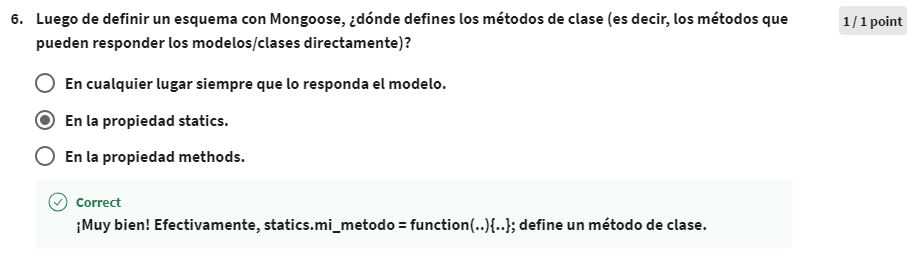 6. Luego de definir un esquema con Mongoose, ¿dónde defines los métodos de clase (es decir, los métodos que
1 / 1 point
pueden responder los modelos/clases directamente)?
En cualquier lugar siempre que lo responda el modelo.
En la propiedad statics.
En la propiedad methods.
Correct
¡Muy bien! Efectivamente, statics.mi_metodo = function(..){..}; define un método de clase.